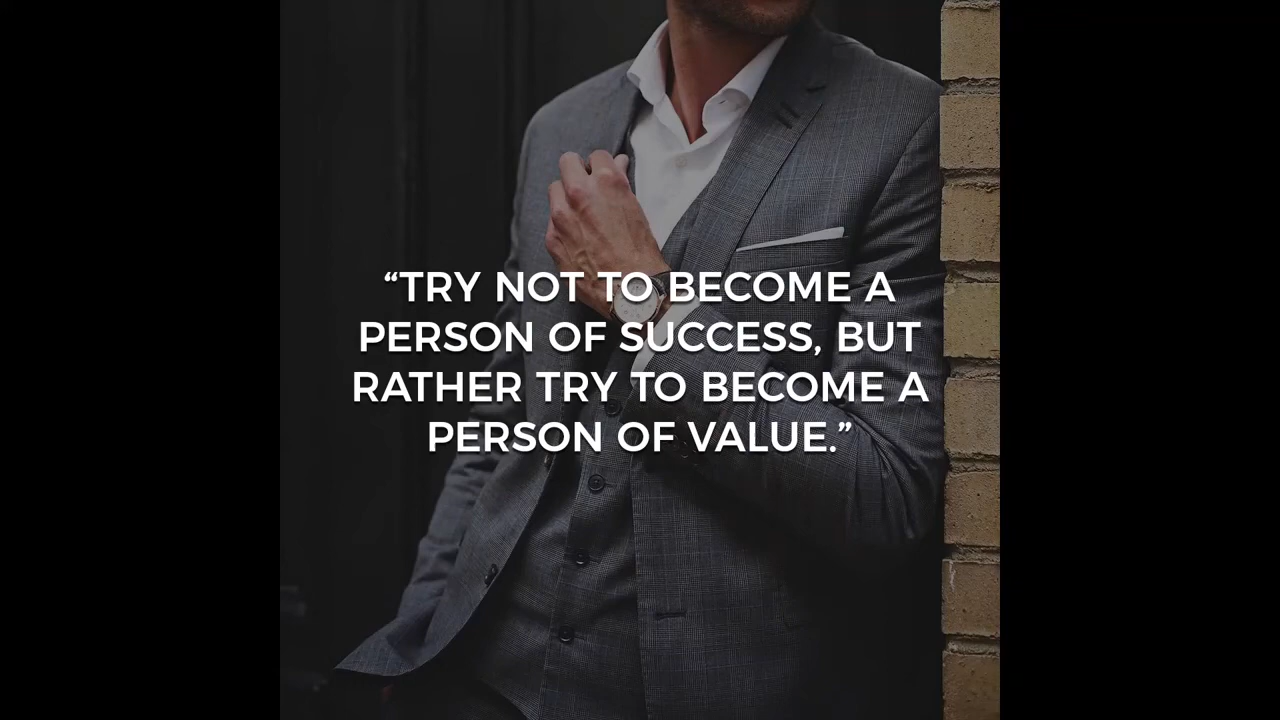 “TRY NOT TO BECOME A
PERSON OF SUCCESS, BUT
RATHER TRY TO BECOME A
PERSON OF VALUE.”